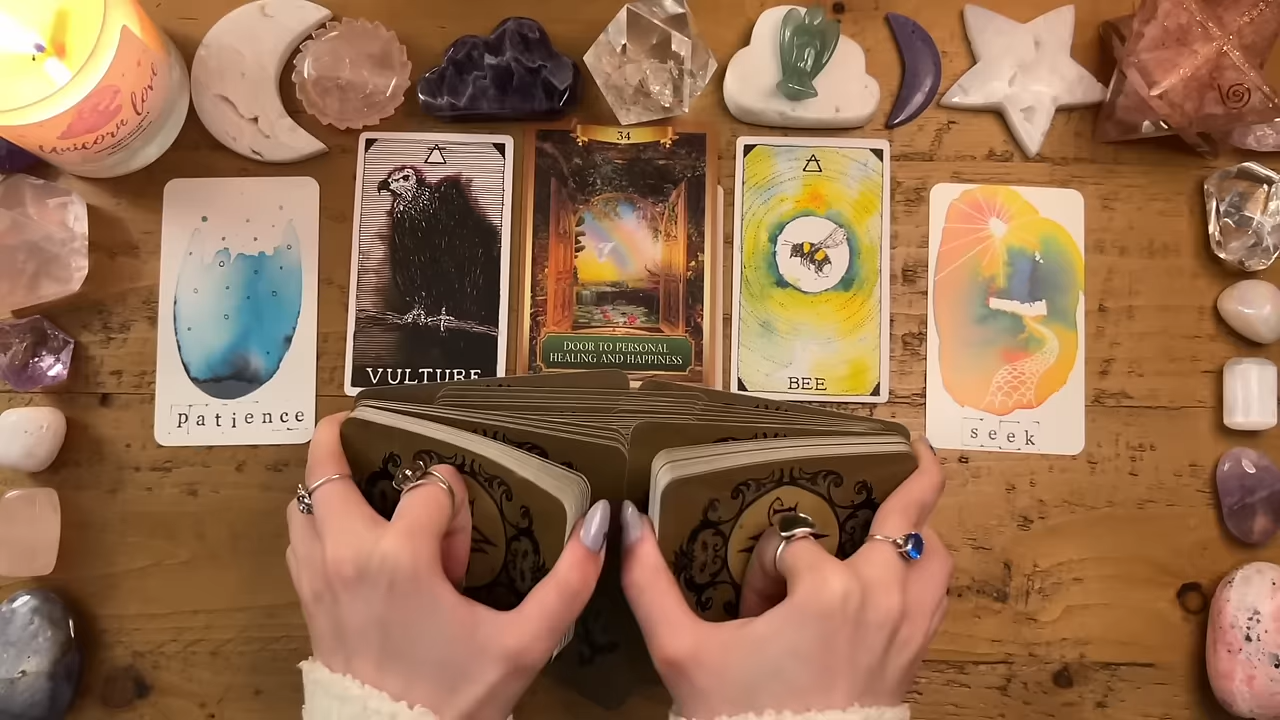 unicorn love
patience
VULTURE
34
DOOR TO PERSONAL
HEALING AND HAPPINESS
BEE
seek